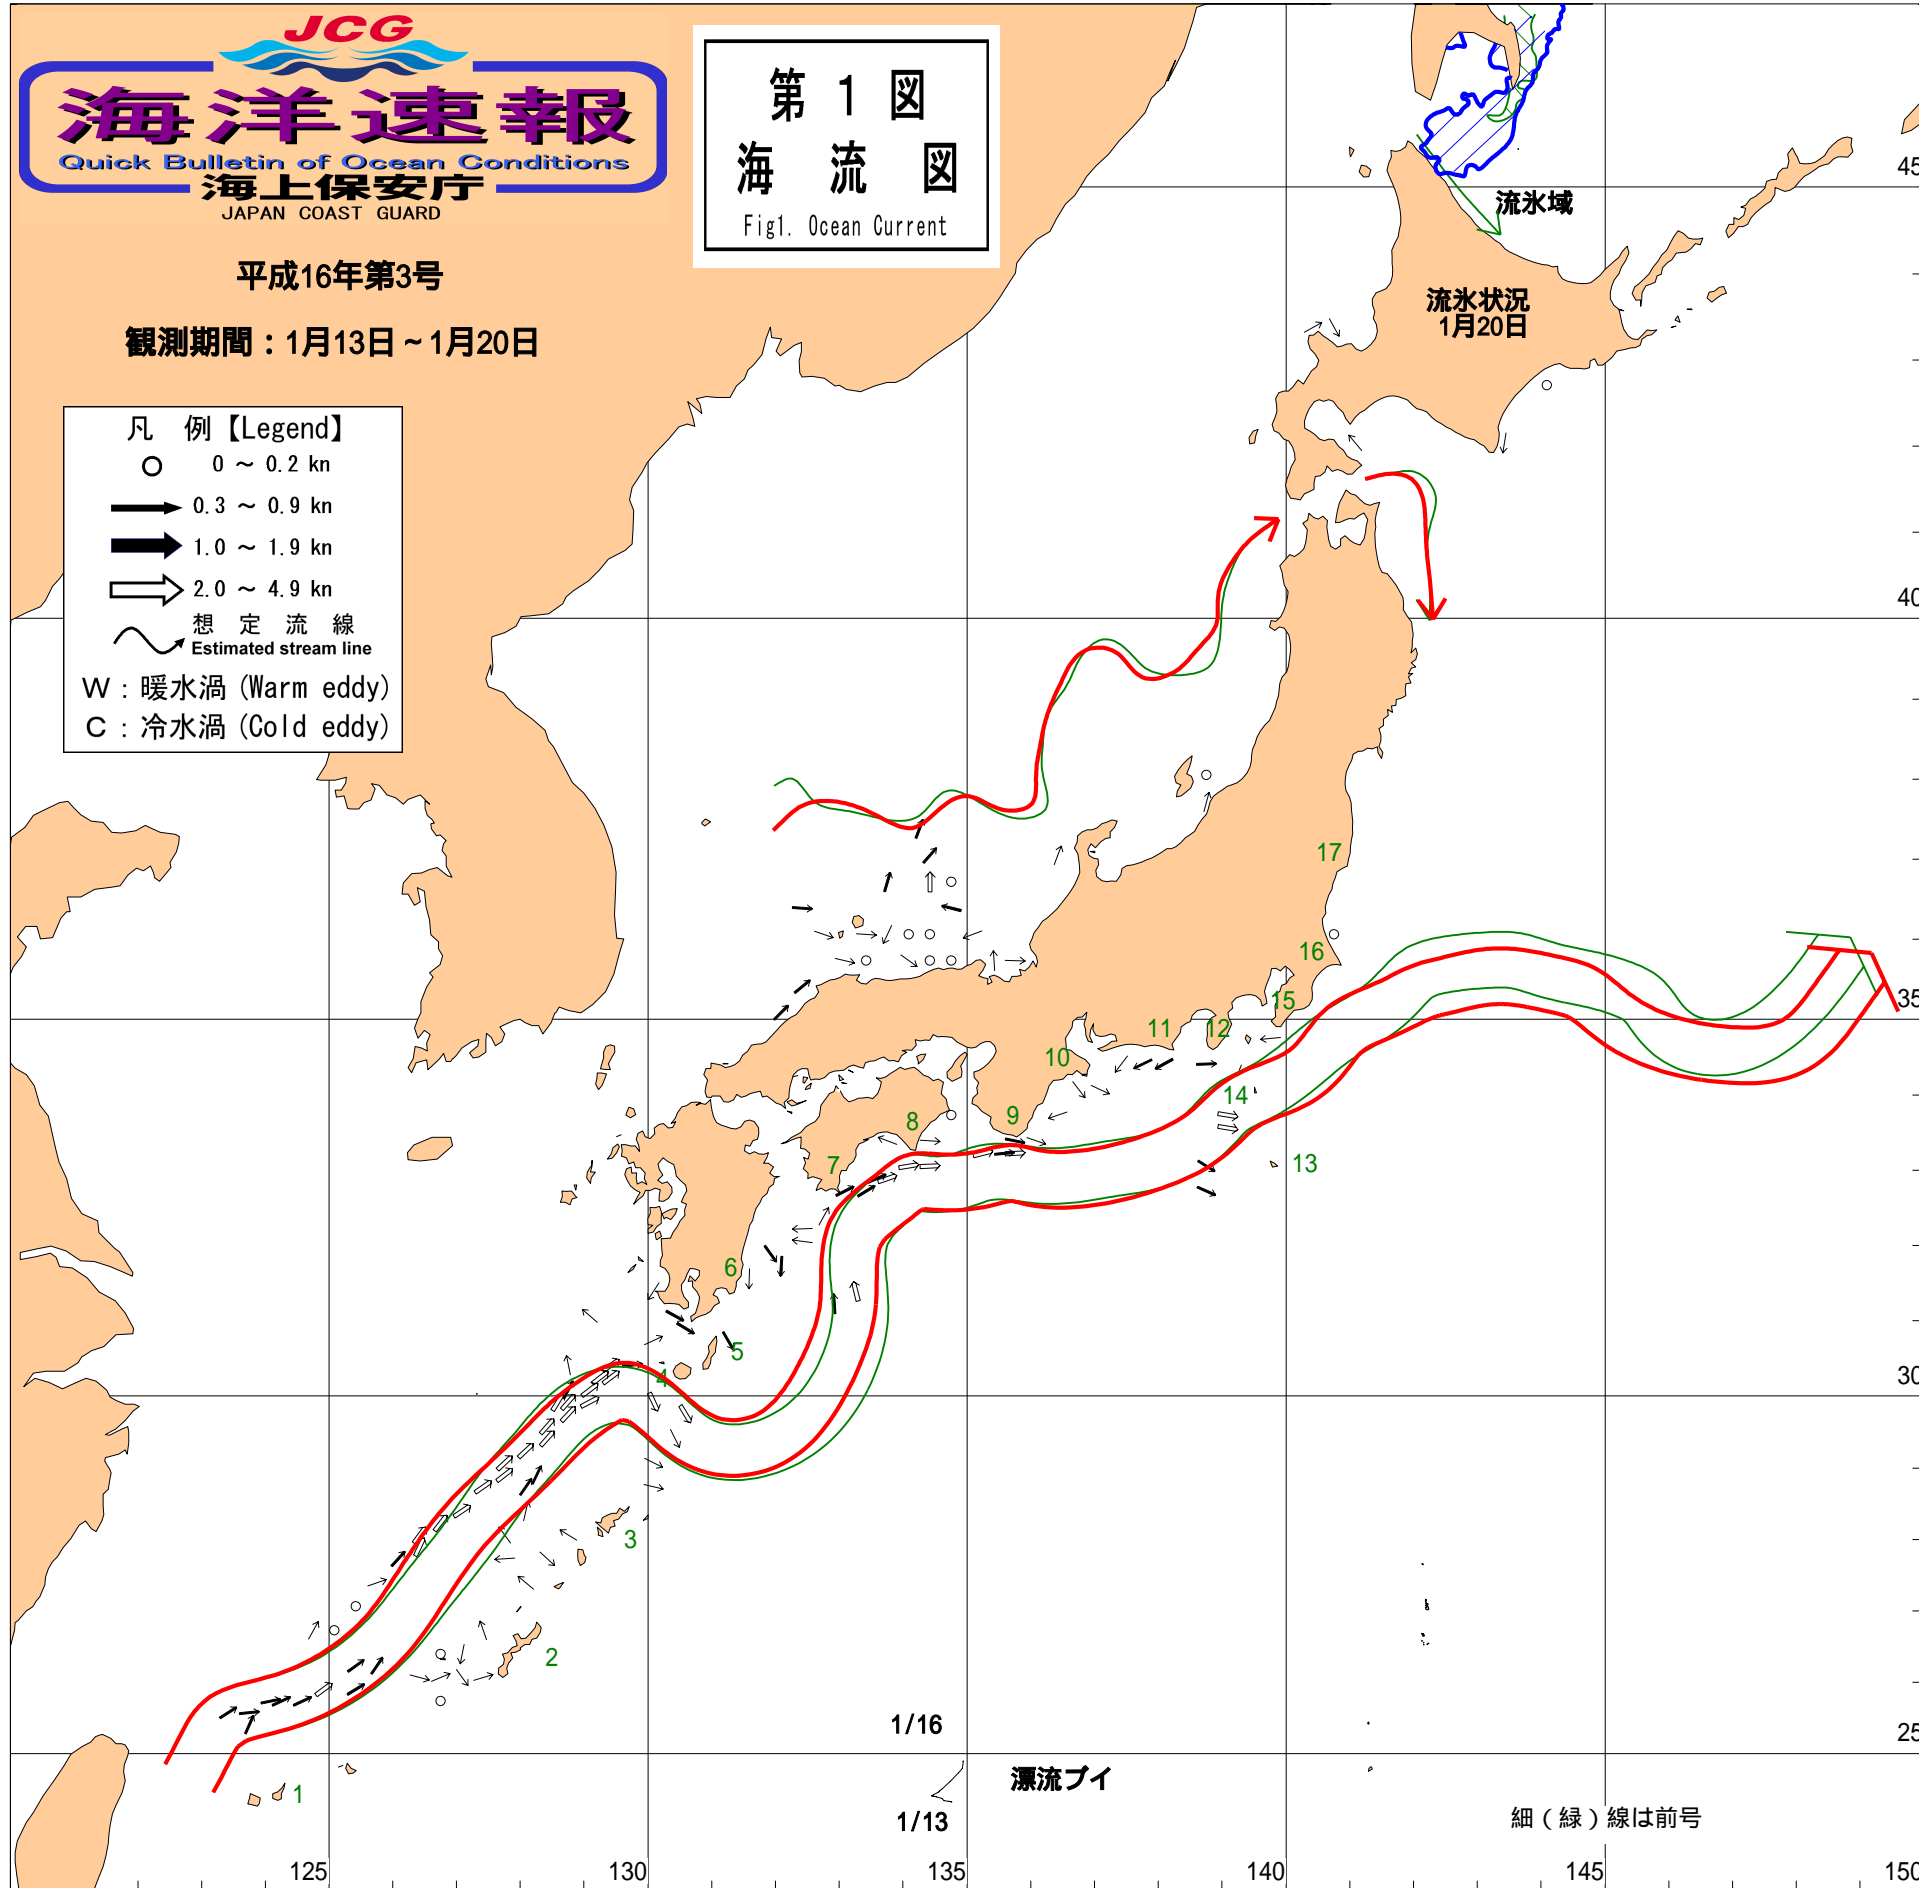 JCG
海洋速報
Quick Bulletin of Ocean Conditions
海上保安庁
JAPAN COAST GUARD
平成16年第3号
観測期間：1月13日～1月20日
第 1 図
海 流 図
Fig1. Ocean Current
凡 例【Legend】
0 ～ 0.2 kn
0.3 ～ 0.9 kn
1.0 ～ 1.9 kn
2.0 ～ 4.9 kn
想 定 流 線
Estimated stream line
W：暖水渦 (Warm eddy)
C：冷水渦 (Cold eddy)
流氷域
流氷状況
1月20日
45
40
17
16
35
15
12
11
10
14
9
8
13
7
6
5
4
30
3
2
1/16
25
漂流ブイ
1
1/13
細（緑）線は前号
125
130
135
140
145
150